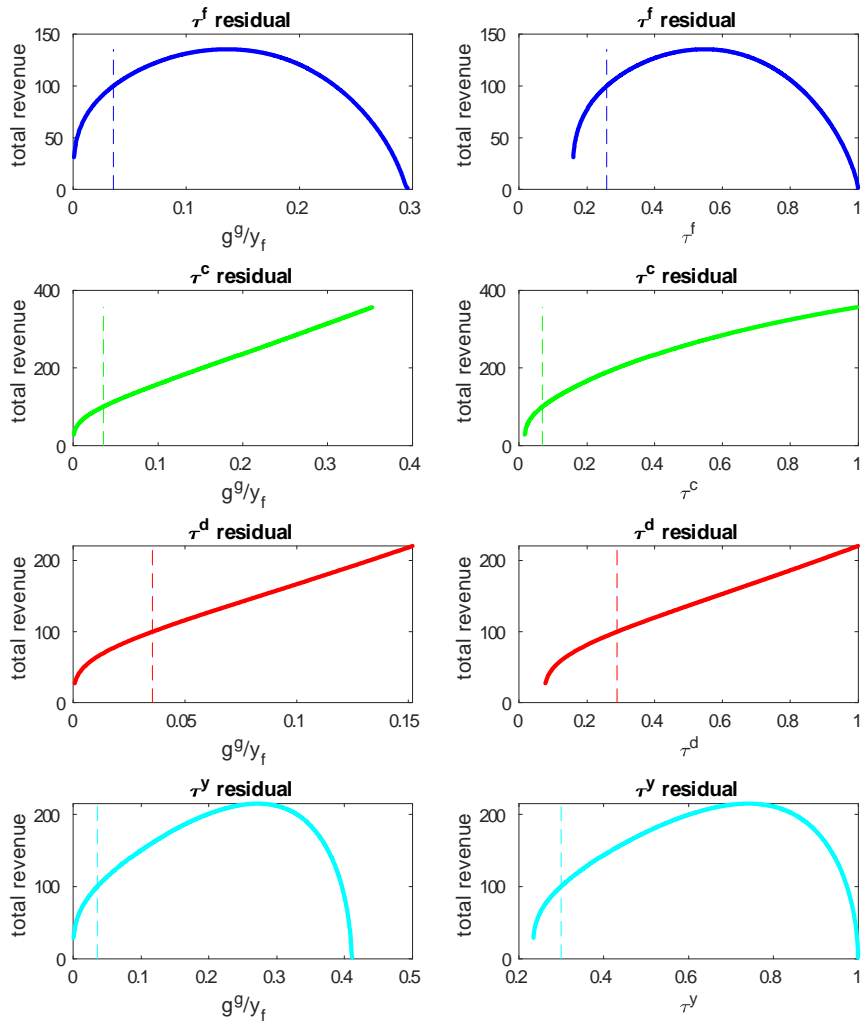 τ^f residual
total revenue
150
100
50
0
0 0.1 0.2 0.3
g^g/y_f
τ^f residual
total revenue
150
100
50
0
0 0.2 0.4 0.6 0.8 1
τ^f
τ^c residual
total revenue
400
200
0
0 0.1 0.2 0.3 0.4
g^g/y_f
τ^c residual
total revenue
400
200
0
0 0.2 0.4 0.6 0.8 1
τ^c
τ^d residual
total revenue
200
100
0
0 0.05 0.1 0.15
g^g/y_f
τ^d residual
total revenue
200
100
0
0 0.2 0.4 0.6 0.8 1
τ^d
τ^y residual
total revenue
200
100
0
0 0.1 0.2 0.3 0.4 0.5
g^g/y_f
τ^y residual
total revenue
200
100
0
0.2 0.4 0.6 0.8 1
τ^y